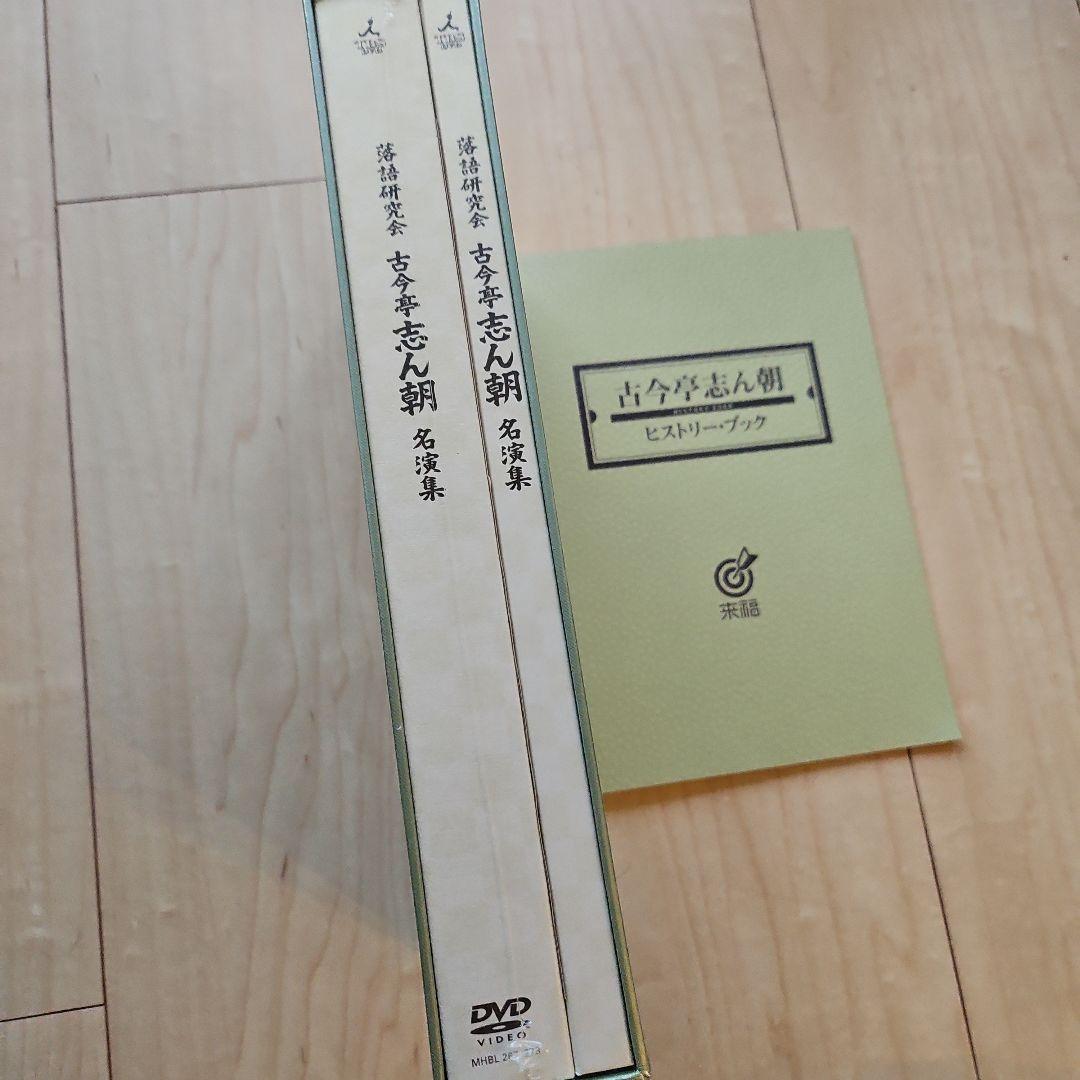 落語研究会 古今亭 志ん朝 名演集
DVD
VIDEO
MHBL
落語研究会 古今亭 志ん朝 名演集
古今亭志ん朝
ヒストリー・ブック
来福